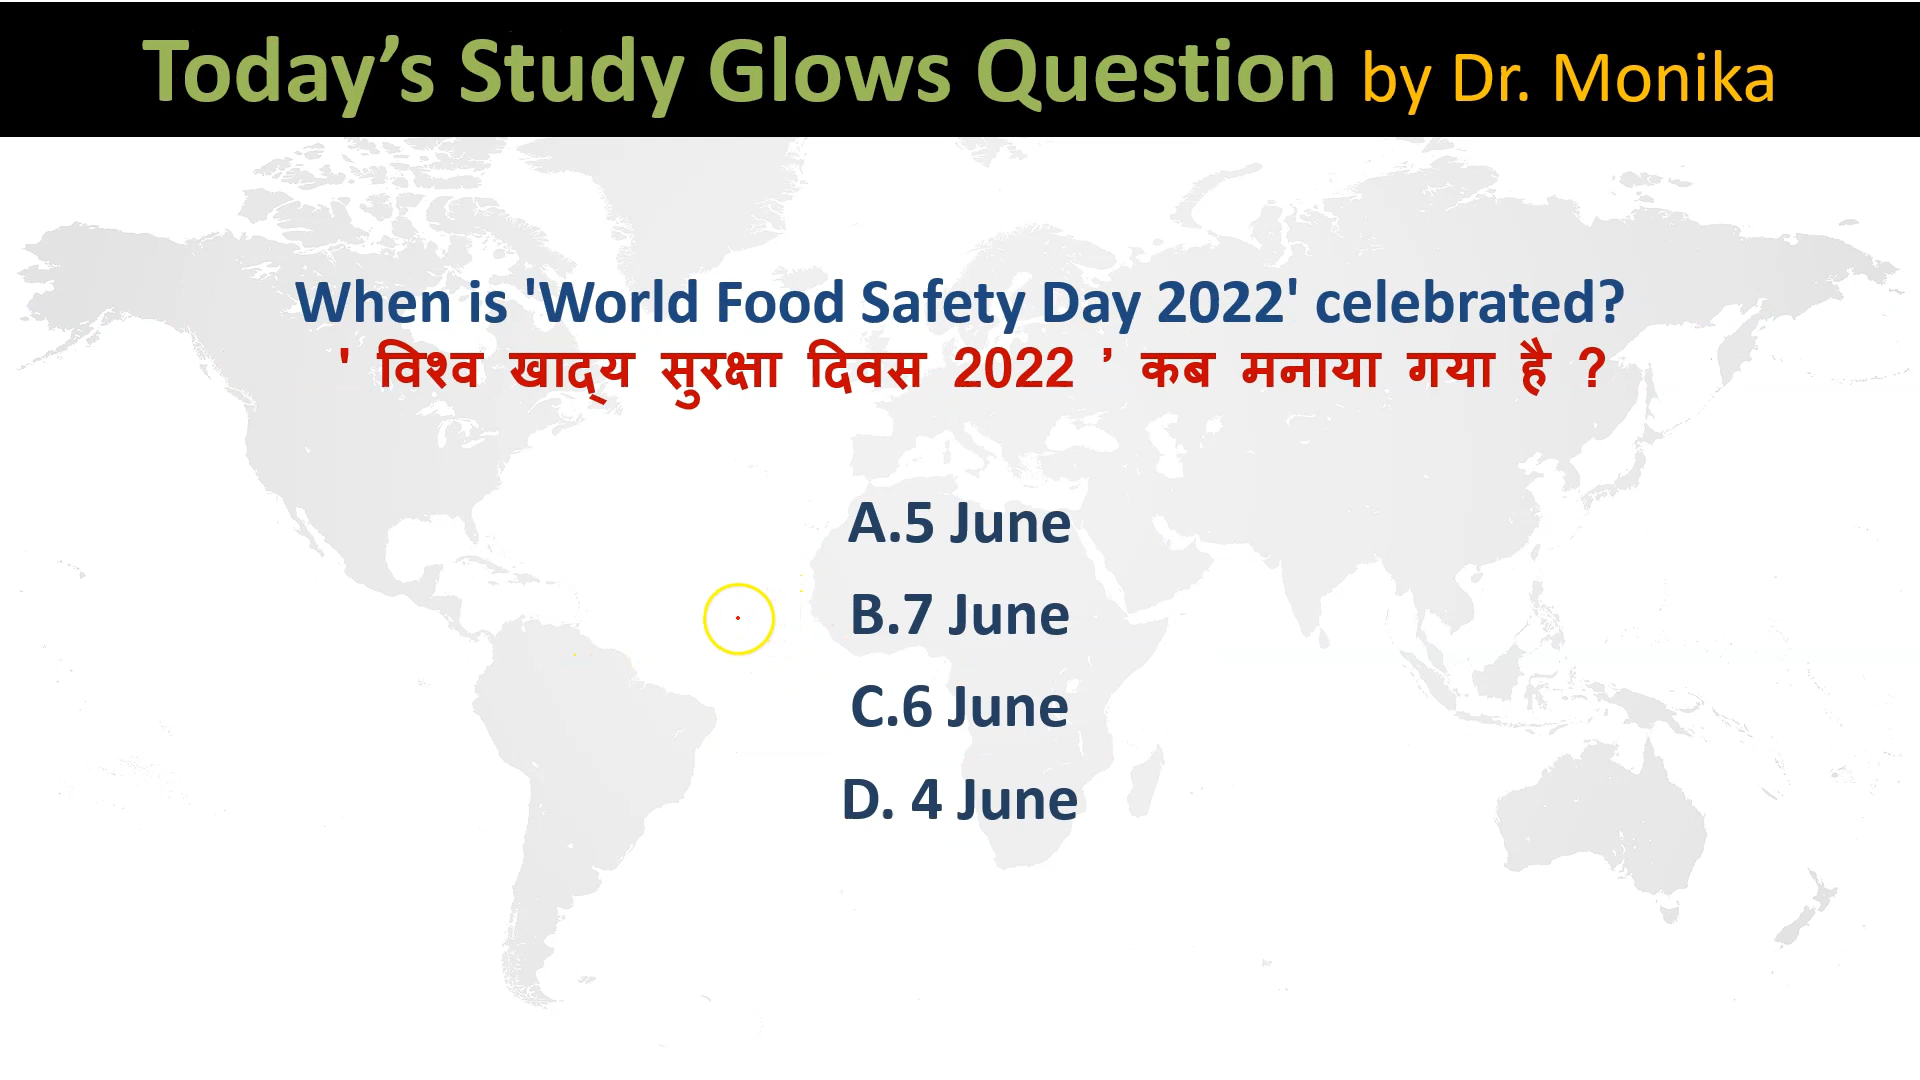 Today’s Study Glows Question by Dr. Monika
When is 'World Food Safety Day 2022' celebrated?
' विश्व खाद्य सुरक्षा दिवस 2022 ’ कब मनाया गया है ?
A.5 June
B.7 June
C.6 June
D. 4 June